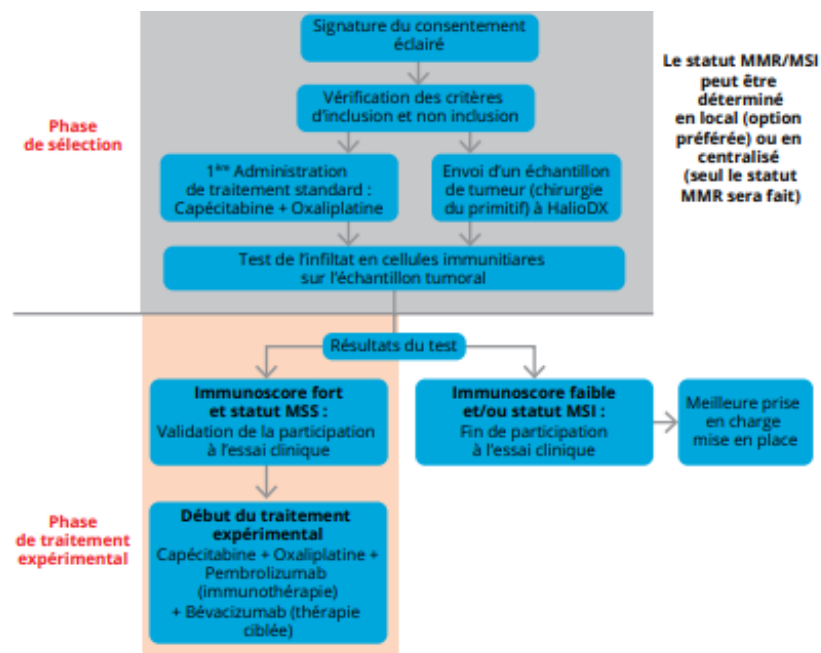 Signature du consentement
éclairé
Le statut MMR/MSI
peut être
déterminé
en local (option
préférée) ou en
centralisé
(seul le statut
MMR sera fait)
Vérification des critères
d'inclusion et non inclusion
Phase
de sélection
1ère Administration
de traitement standard :
Capécitabine + Oxaliplatine
Envoi d'un échantillon
de tumeur (chirurgie
du primitif) à HalioDX
Test de l'infiltat en cellules immunitiares
sur l'échantillon tumoral
Résultats du test
Immunoscore fort
et statut MSS :
Validation de la participation
à l'essai clinique
Immunoscore faible
et/ou statut MSI :
Fin de participation
à l'essai clinique
Meilleure prise
en charge
mise en place
Phase
de traitement
expérimental
Début du traitement
expérimental
Capécitabine + Oxaliplatine +
Pembrolizumab
(immunothérapie)
+ Bévacizumab (thérapie
ciblée)